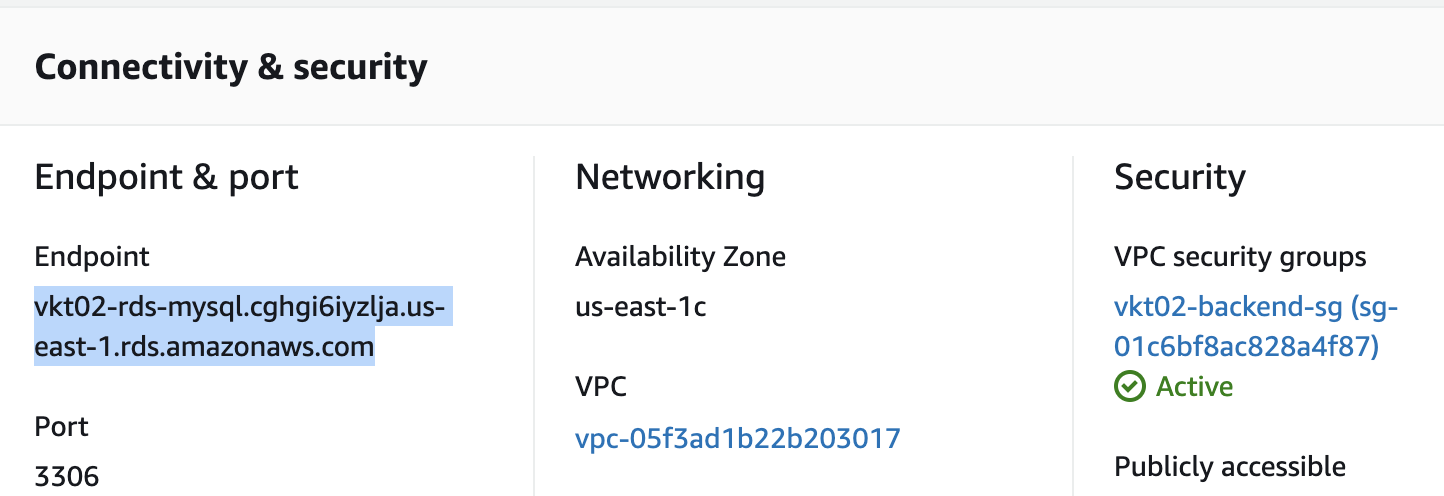 Connectivity & security
Endpoint & port
Endpoint
vkt02-rds-mysql.cghgi6iyzlja.us-
east-1.rds.amazonaws.com
Port
3306
Networking
Availability Zone
us-east-1c
VPC
vpc-05f3ad1b22b203017
Security
VPC security groups
vkt02-backend-sg (sg-
01c6bf8ac828a4f87)
Active
Publicly accessible